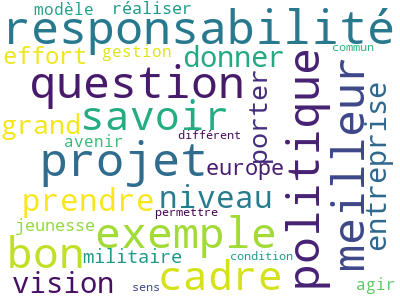 modèle réaliser
responsabilité
effort gestion donner commun
question
savoir
grand
avenir différent
porter
politique
meilleur
entreprise
projet europe
prendre niveau
permettre
jeunesse exemple
bon militaire condition
vision cadre
sens agir